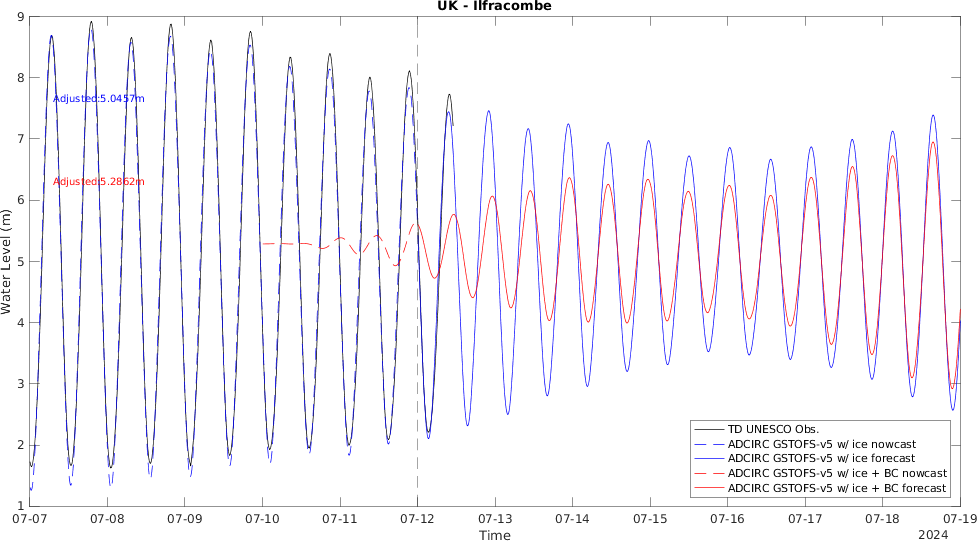 UK - Ilfracombe
9
8
7
6
5
4
3
2
1
Water Level (m)
Adjusted:5.0457m
Adjusted:5.2862m
TD UNESCO Obs.
ADCIRC GSTOFS-v5 w/ ice nowcast
ADCIRC GSTOFS-v5 w/ ice forecast
ADCIRC GSTOFS-v5 w/ ice + BC nowcast
ADCIRC GSTOFS-v5 w/ ice + BC forecast
07-07 07-08 07-09 07-10 07-11 07-12 07-13 07-14 07-15 07-16 07-17 07-18 07-19
Time
2024